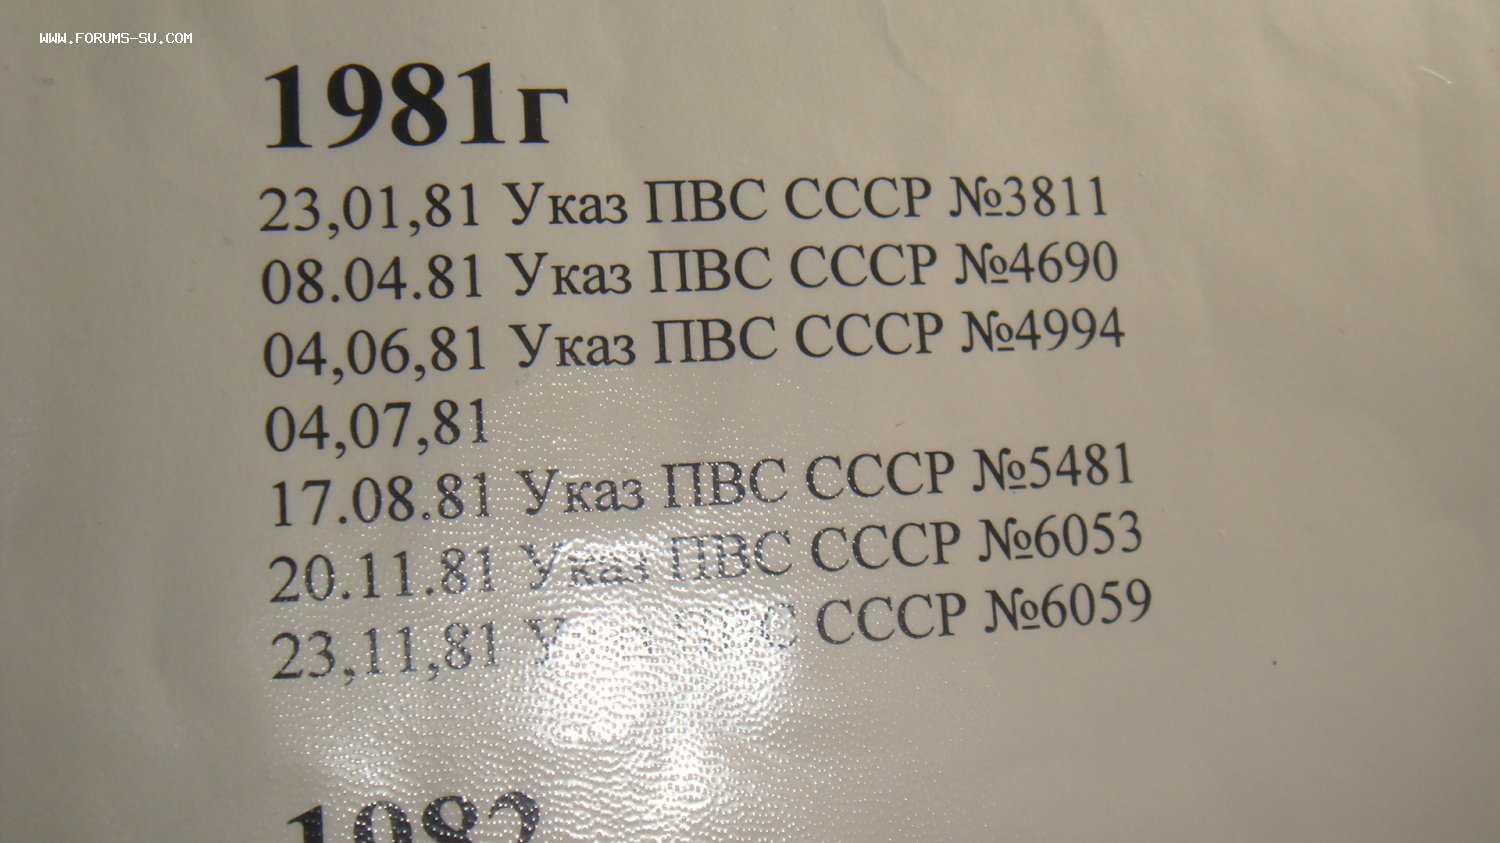 WWW.FORUMS-SU.COM
1981г
23,01,81 Указ ПВС СССР №3811
08.04.81 Указ ПВС СССР №4690
04,06,81 Указ ПВС СССР №4994
04,07,81
17.08.81 Указ ПВС СССР №5481
20.11.81 Указ ПВС СССР №6053
23,11,81 СССР №6059
1982